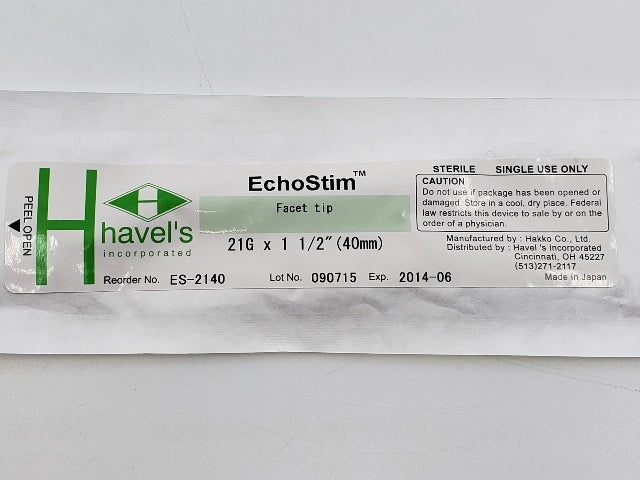 PEEL OPEN
H
havel's
incorporated
EchoStim™
Facet tip
21G x 1 1/2"(40mm)
Reorder No. ES-2140 Lot No. 090715 Exp. 2014-06
STERILE SINGLE USE ONLY
CAUTION
Do not use if package has been opened or
damaged. Store in a cool, dry place. Federal
law restricts this device to sale by or on the
order of a physician.
Manufactured by : Hakko Co., Ltd.
Distributed by : Havel 's Incorporated
Cincinnati, OH 45227
(513)271-2117
Made in Japan